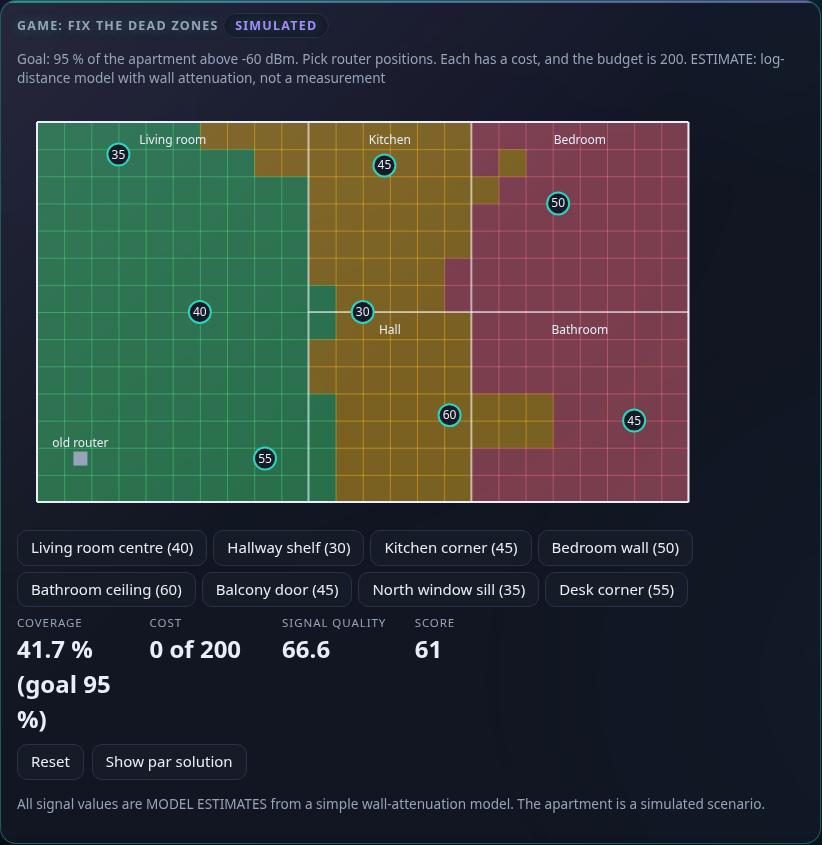 GAME: FIX THE DEAD ZONES SIMULATED
Goal: 95 % of the apartment above -60 dBm. Pick router positions. Each has a cost, and the budget is 200. ESTIMATE: log-
distance model with wall attenuation, not a measurement
Living room Kitchen Bedroom
35
45
50
40
30
Hall Bathroom
60
45
old router
55
Living room centre (40) Hallway shelf (30) Kitchen corner (45) Bedroom wall (50)
Bathroom ceiling (60) Balcony door (45) North window sill (35) Desk corner (55)
COVERAGE COST SIGNAL QUALITY SCORE
41.7 % 0 of 200 66.6 61
(goal 95
%)
Reset Show par solution
All signal values are MODEL ESTIMATES from a simple wall-attenuation model. The apartment is a simulated scenario.